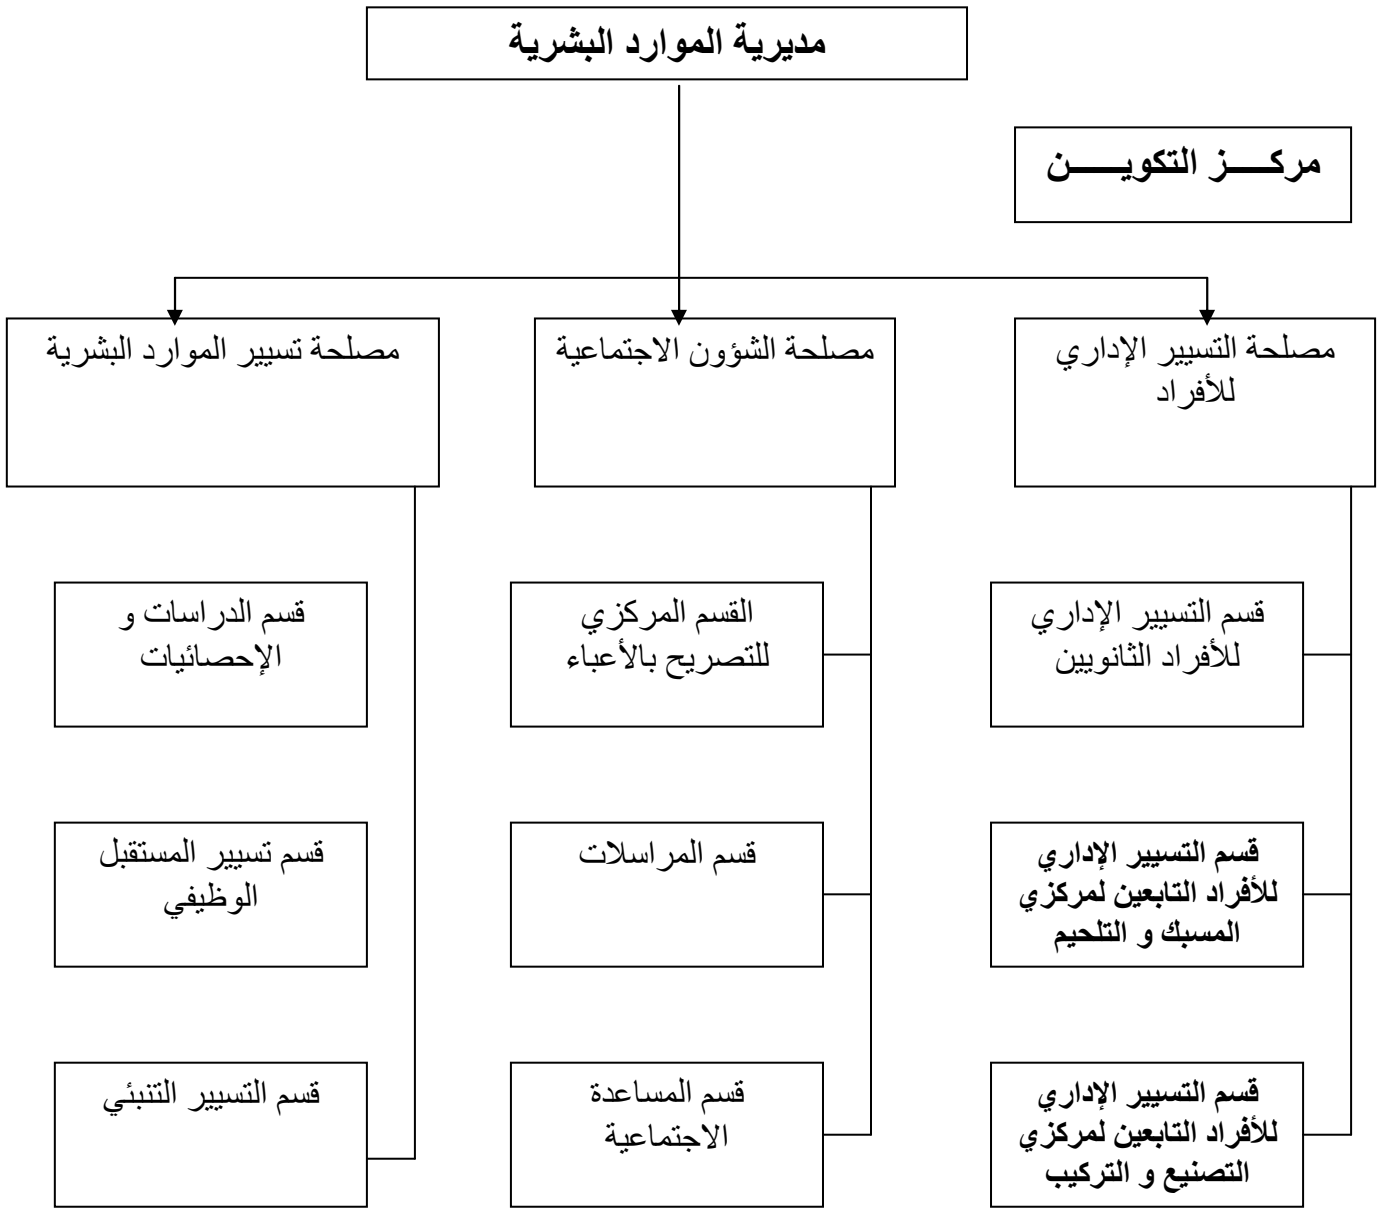 مديرية الموارد البشرية
مركـــــز التكويــــــن
مصلحة التسيير الإداري
للأفراد
مصلحة الشؤون الاجتماعية
مصلحة تسيير الموارد البشرية
قسم التسيير الإداري
للأفراد الثانويين
القسم المركزي
للتصريح بالأعباء
قسم الدراسات و
الإحصائيات
قسم التسيير الإداري
للأفراد التابعين لمركزي
المسبك و التلحيم
قسم المراسلات
قسم تسيير المستقبل
الوظيفي
قسم التسيير الإداري
للأفراد التابعين لمركزي
التصنيع و التركيب
قسم المساعدة
الاجتماعية
قسم التسيير التنبئي